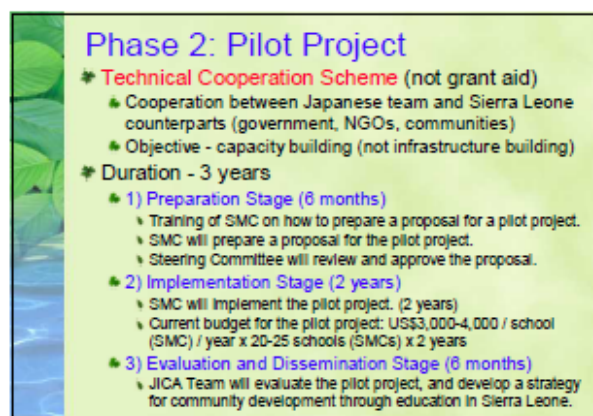 Phase 2: Pilot Project
Technical Cooperation Scheme (not grant aid)
Cooperation between Japanese team and Sierra Leone
counterparts (government, NGOs, communities)
Objective - capacity building (not infrastructure building)
Duration - 3 years
1) Preparation Stage (6 months)
Training of SMC on how to prepare a proposal for a pilot project.
SMC will prepare a proposal for the pilot project.
Steering Committee will review and approve the proposal.
2) Implementation Stage (2 years)
SMC will implement the pilot project. (2 years)
Current budget for the pilot project: US$3,000-4,000 / school
(SMC) / year x 20-25 schools (SMCs) x 2 years
3) Evaluation and Dissemination Stage (6 months)
JICA Team will evaluate the pilot project, and develop a strategy
for community development through education in Sierra Leone.